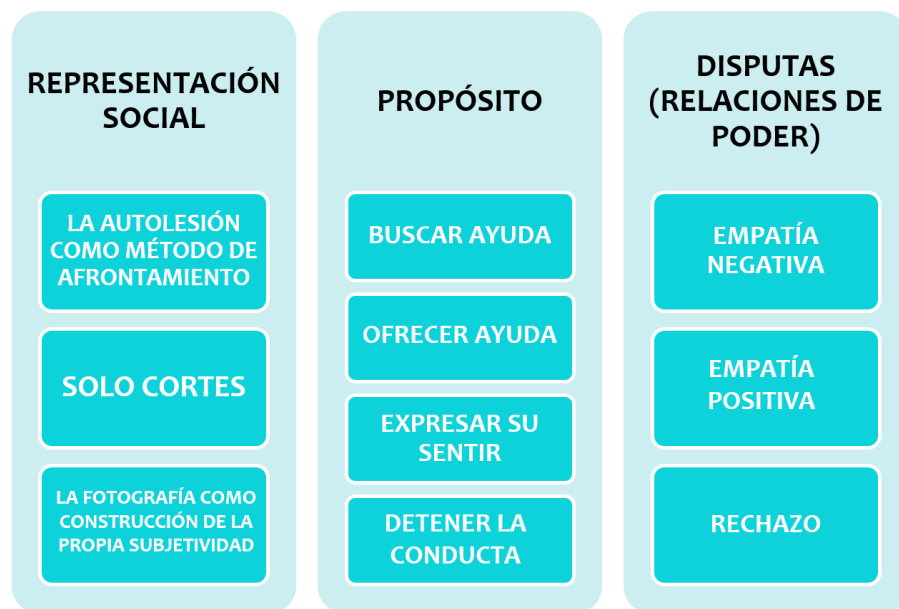 REPRESENTACIÓN
SOCIAL
LA AUTOLESIÓN
COMO MÉTODO DE
AFRONTAMIENTO
SOLO CORTES
LA FOTOGRAFÍA COMO
CONSTRUCCIÓN DE LA
PROPIA SUBJETIVIDAD
PROPÓSITO
BUSCAR AYUDA
OFRECER AYUDA
EXPRESAR SU
SENTIR
DETENER LA
CONDUCTA
DISPUTAS
(RELACIONES DE
PODER)
EMPATÍA
NEGATIVA
EMPATÍA
POSITIVA
RECHAZO